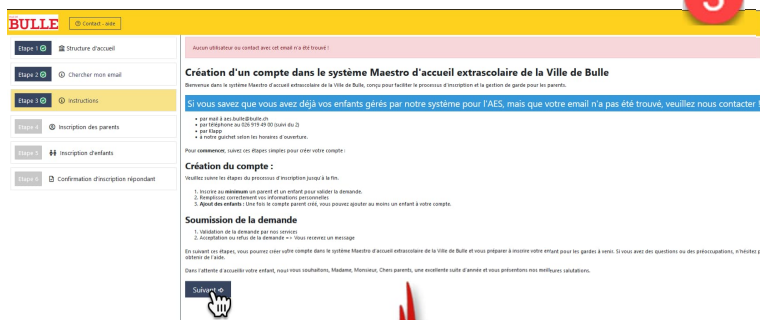 3
BULLE
Contact - aide
Etape 1 Structure d'accueil
Etape 2 Chercher mon email
Etape 3 Instructions
Etape 4 Inscription des parents
Etape 5 Inscription d'enfants
Etape 6 Confirmation d'inscription répondant
Aucun utilisateur ou contact avec cet email n'a été trouvé !
Création d'un compte dans le système Maestro d'accueil extrascolaire de la Ville de Bulle
Bienvenue dans le système Maestro d'accueil extrascolaire de la Ville de Bulle, conçu pour faciliter le processus d'inscription et la gestion de garde pour les parents.
Si vous savez que vous avez déjà vos enfants gérés par notre système pour l'AES, mais que votre email n'a pas été trouvé, veuillez nous contacter !
• par mail à aes.bulle@bulle.ch
• par téléphone au 026 919 49 00 (suivi du 2)
• par Klapp
• à notre guichet selon les horaires d'ouverture.
Pour commencer, suivez ces étapes simples pour créer votre compte :
Création du compte :
Veuillez suivre les étapes du processus d'inscription jusqu'à la fin.
1. Inscrire au minimum un parent et un enfant pour valider la demande.
2. Remplissez correctement vos informations personnelles
3. Ajout des enfants : Une fois le compte parent créé, vous pouvez ajouter au moins un enfant à votre compte.
Soumission de la demande
1. Validation de la demande par nos services
2. Acceptation ou refus de la demande => Vous recevrez un message
En suivant ces étapes, vous pourrez créer votre compte dans le système Maestro d'accueil extrascolaire de la Ville de Bulle et vous préparer à inscrire votre enfant pour les gardes à venir. Si vous avez des questions ou des préoccupations, n'hésitez p
obtenir de l'aide.
Dans l'attente d'accueillir votre enfant, nous vous souhaitons, Madame, Monsieur, Chers parents, une excellente suite d'année et vous présentons nos meilleures salutations.
Suivant